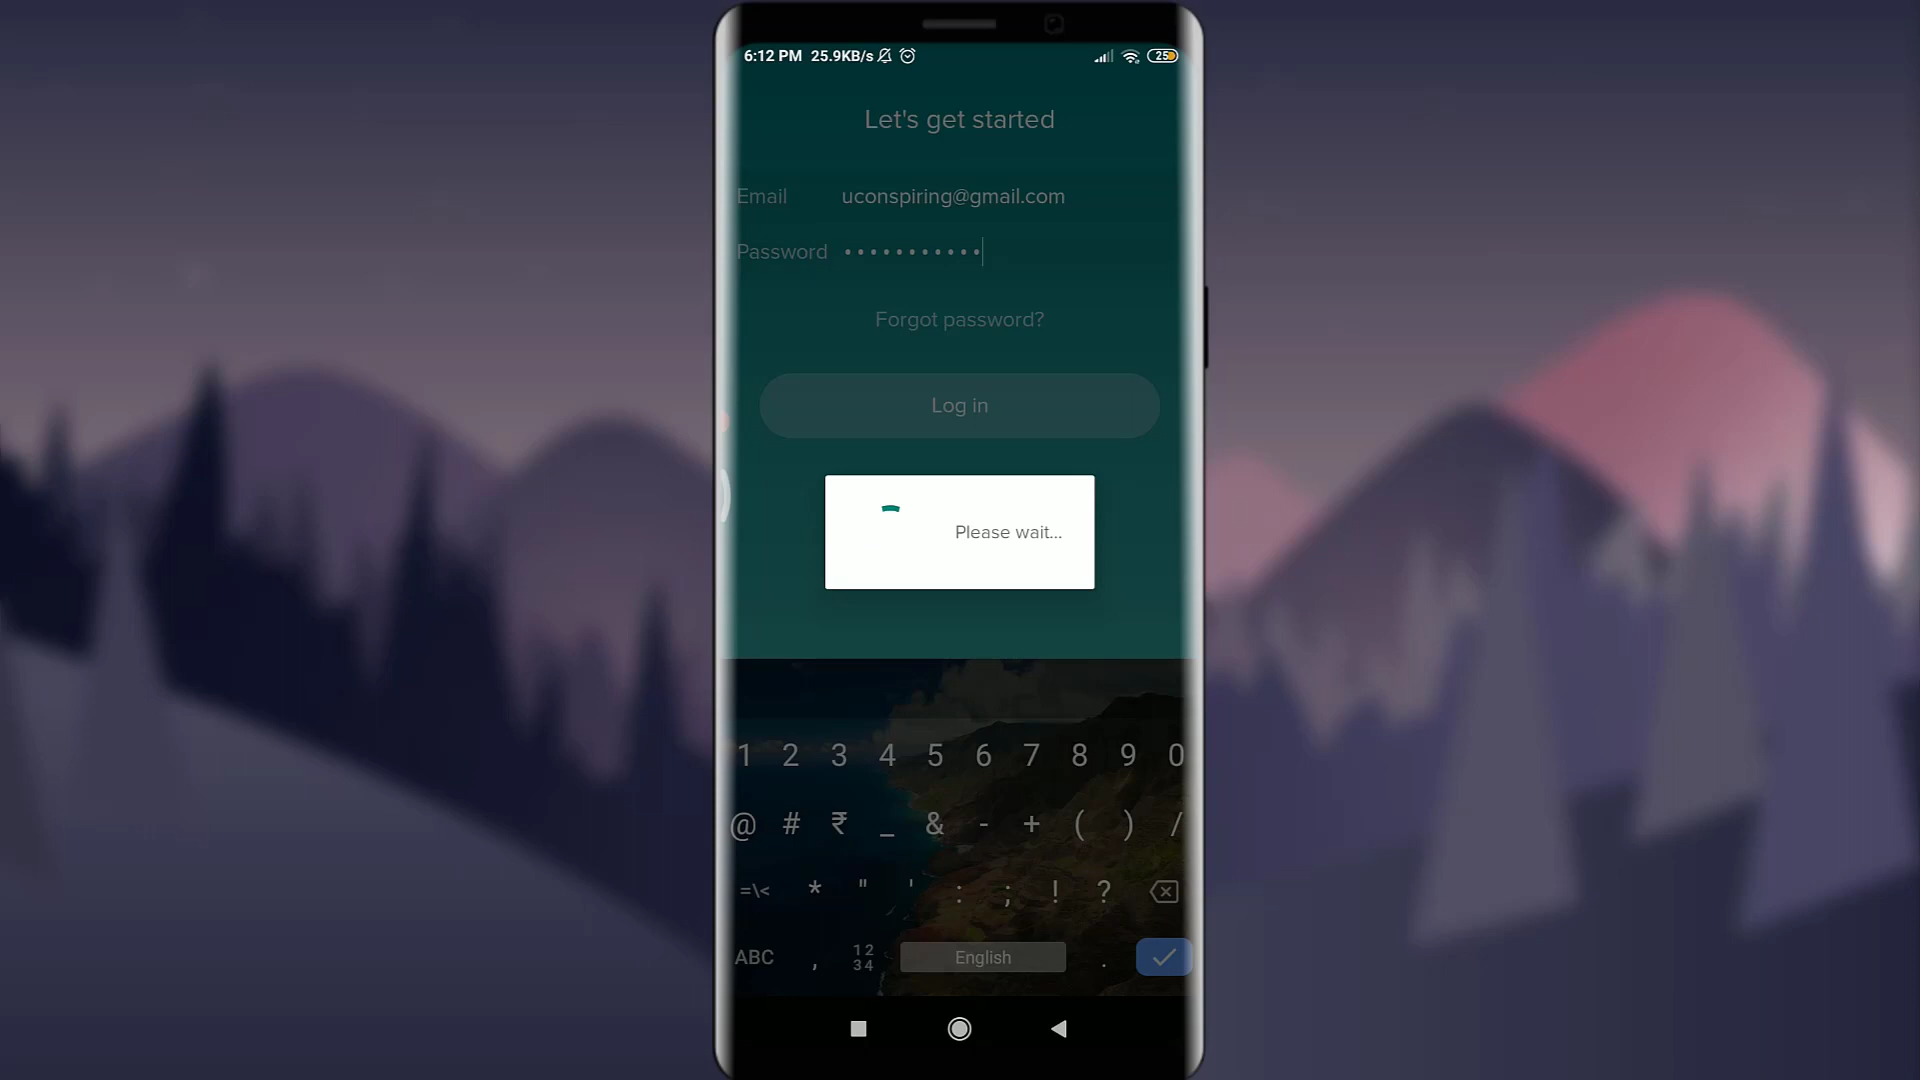 6:12 PM 25.9KB/s 25
Let's get started
Email uconspiring@gmail.com
Password •••••••••••
Forgot password?
Log in
Please wait...
1 2 3 4 5 6 7 8 9 0
@ # ₹ _ & - + ( ) /
=\< * " ' : ; ! ?
ABC , 12 34 English .